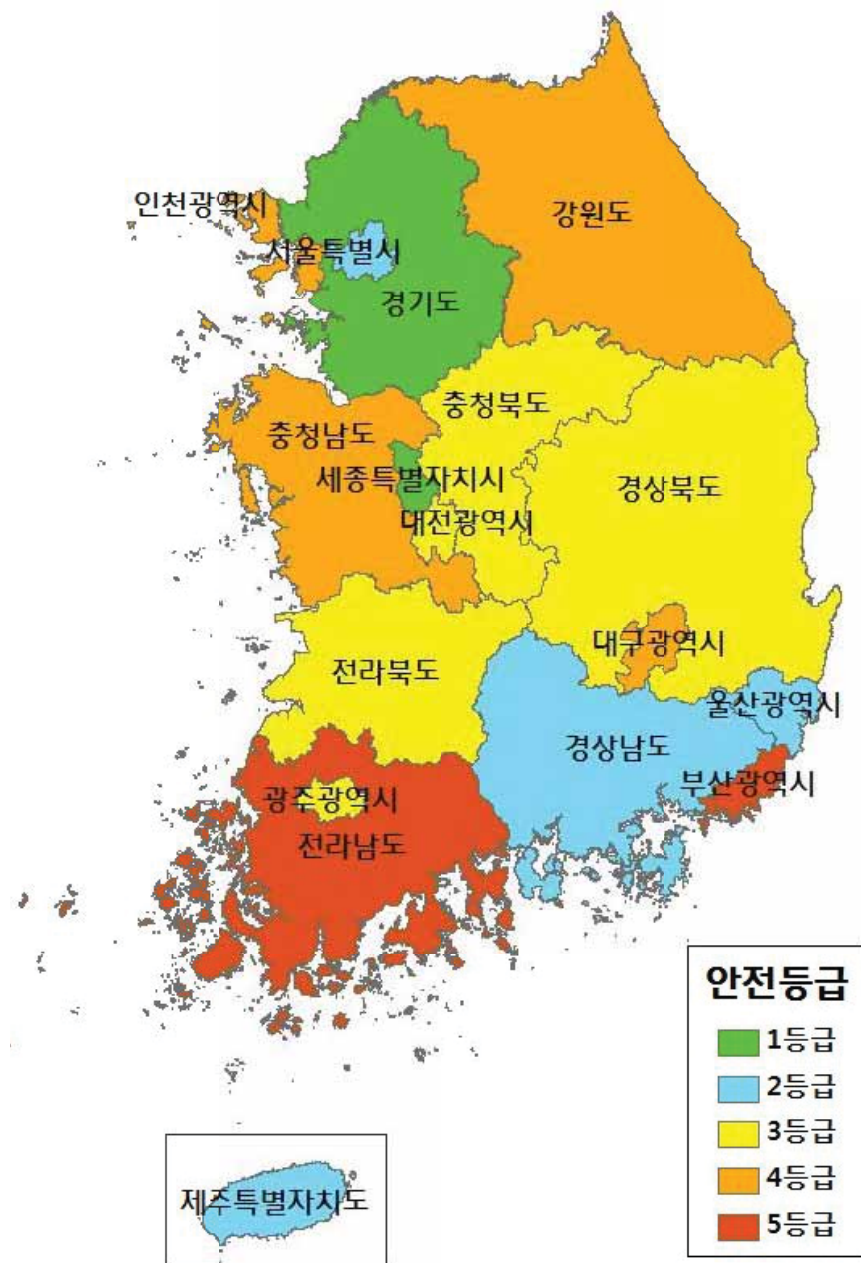 강원도
인천광역시
서울특별시
경기도
충청북도
충청남도
세종특별자치시
경상북도
대전광역시
대구광역시
전라북도
울산광역시
경상남도
부산광역시
광주광역시
전라남도
안전등급
1등급
2등급
3등급
4등급
5등급
제주특별자치도